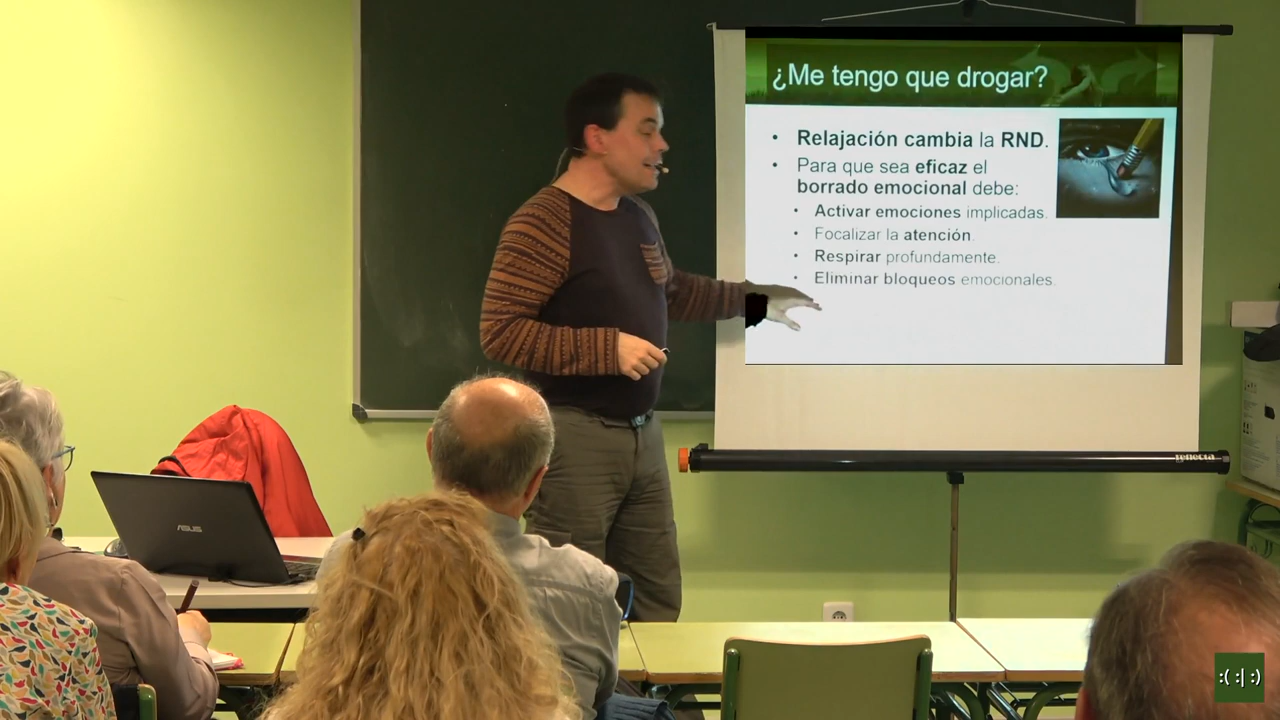 ¿Me tengo que drogar?
• Relajación cambia la RND.
• Para que sea eficaz el
borrado emocional debe:
• Activar emociones implicadas.
• Focalizar la atención.
• Respirar profundamente.
• Eliminar bloqueos emocionales.
reflecta
ASUS
:( :| :)